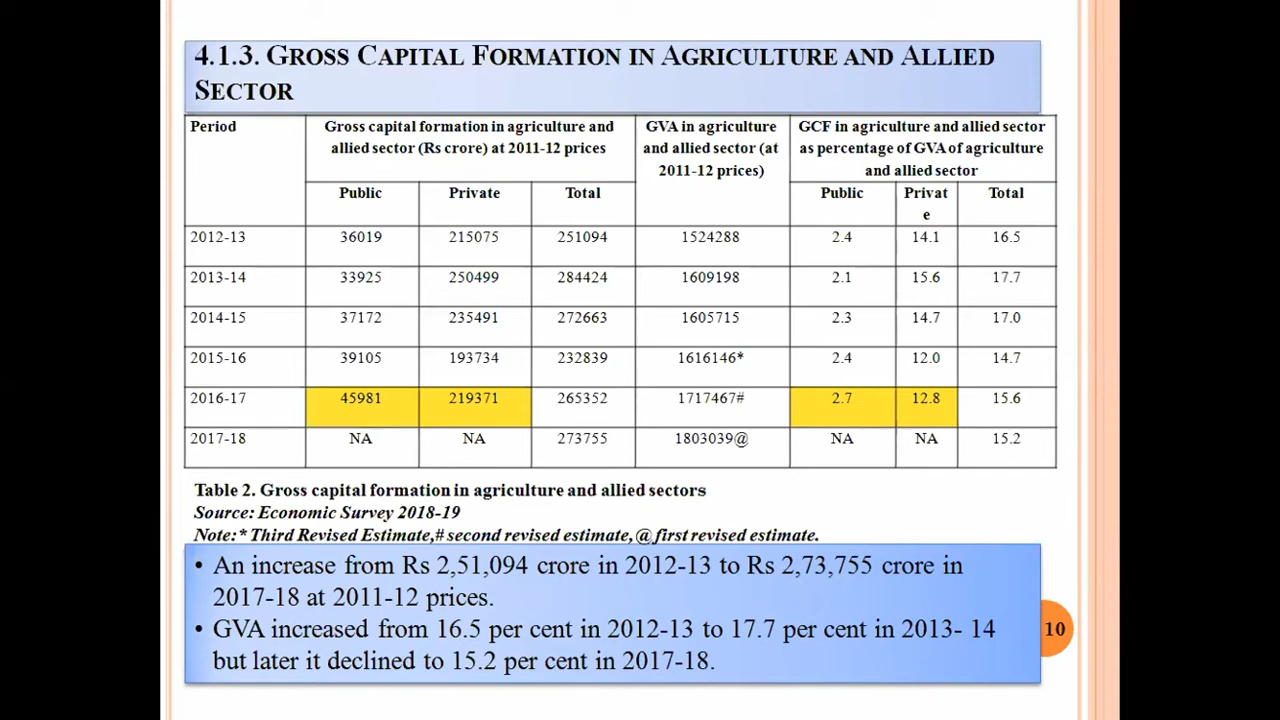 4.1.3. GROSS CAPITAL FORMATION IN AGRICULTURE AND ALLIED
SECTOR
Period Gross capital formation in agriculture and GVA in agriculture GCF in agriculture and allied sector
allied sector (Rs crore) at 2011-12 prices and allied sector (at as percentage of GVA of agriculture
2011-12 prices) and allied sector
Public Private Total Public Privat Total
e
2012-13 36019 215075 251094 1524288 2.4 14.1 16.5
2013-14 33925 250499 284424 1609198 2.1 15.6 17.7
2014-15 37172 235491 272663 1605715 2.3 14.7 17.0
2015-16 39105 193734 232839 1616146* 2.4 12.0 14.7
2016-17 45981 219371 265352 1717467# 2.7 12.8 15.6
2017-18 NA NA 273755 1803039@ NA NA 15.2
Table 2. Gross capital formation in agriculture and allied sectors
Source: Economic Survey 2018-19
Note:* Third Revised Estimate,# second revised estimate, @ first revised estimate.
• An increase from Rs 2,51,094 crore in 2012-13 to Rs 2,73,755 crore in
2017-18 at 2011-12 prices.
• GVA increased from 16.5 per cent in 2012-13 to 17.7 per cent in 2013- 14
but later it declined to 15.2 per cent in 2017-18.
10